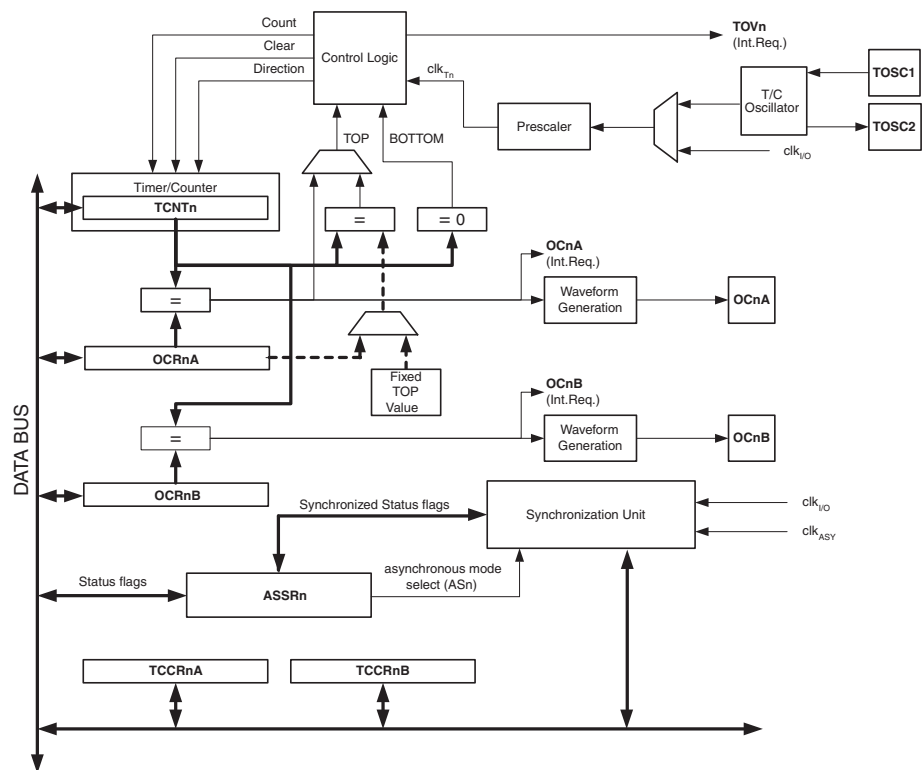 Count
Clear
Direction
Control Logic
TOVn
(Int.Req.)
clkTn
TOSC1
T/C
Oscillator
TOSC2
Prescaler
clkI/O
TOP
BOTTOM
Timer/Counter
TCNTn
=
= 0
OCnA
(Int.Req.)
=
Waveform
Generation
OCnA
OCRnA
Fixed
TOP
Value
OCnB
(Int.Req.)
=
Waveform
Generation
OCnB
DATA BUS
OCRnB
Synchronized Status flags
Synchronization Unit
clkI/O
clkASY
Status flags
ASSRn
asynchronous mode
select (ASn)
TCCRnA
TCCRnB